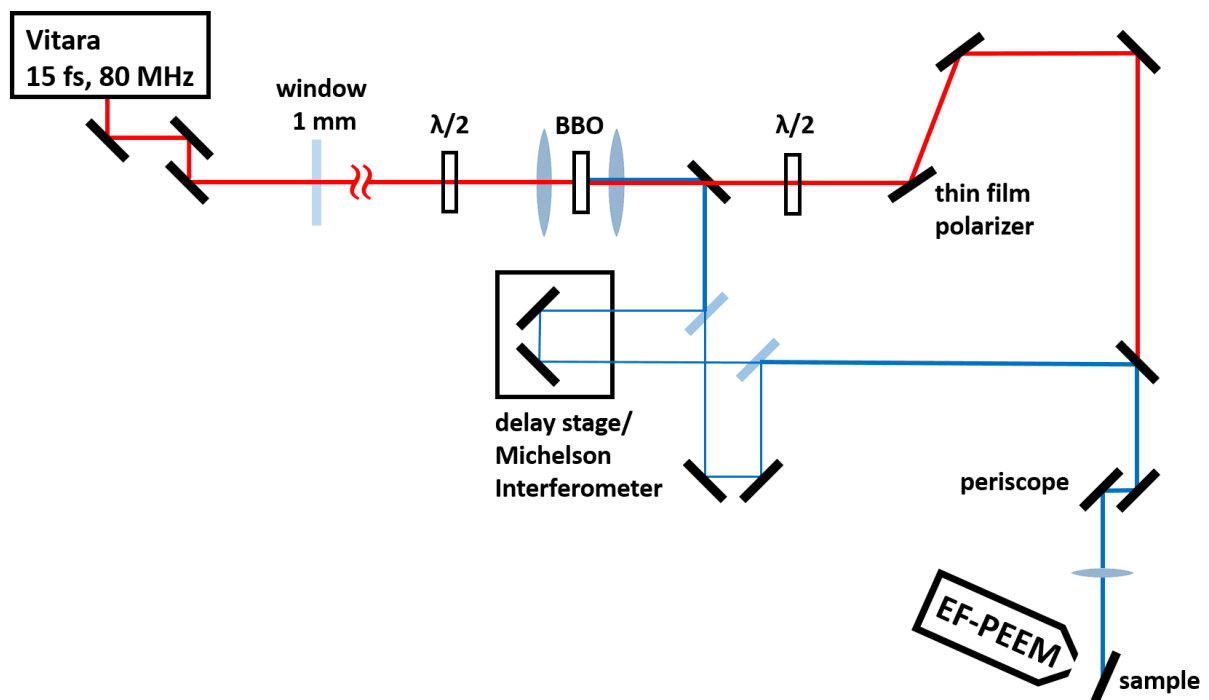 Vitara
15 fs, 80 MHz
window
1 mm
λ/2
BBO
λ/2
thin film
polarizer
delay stage/
Michelson
Interferometer
periscope
EF-PEEM
sample